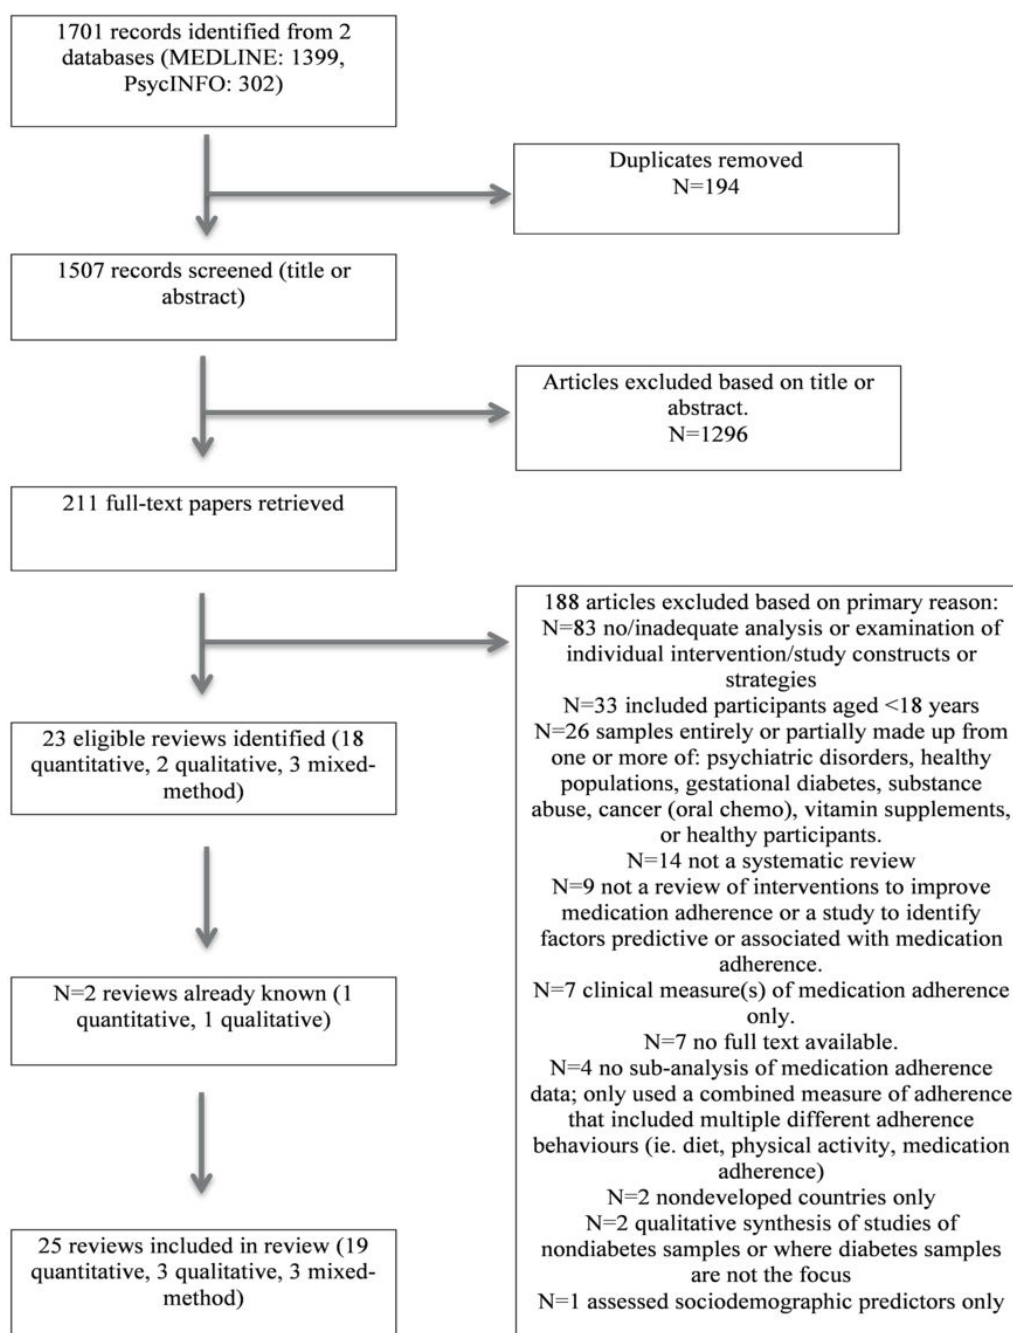 1701 records identified from 2
databases (MEDLINE: 1399,
PsycINFO: 302)
Duplicates removed
N=194
1507 records screened (title or
abstract)
Articles excluded based on title or
abstract.
N=1296
211 full-text papers retrieved
188 articles excluded based on primary reason:
N=83 no/inadequate analysis or examination of
individual intervention/study constructs or
strategies
N=33 included participants aged <18 years
N=26 samples entirely or partially made up from
one or more of: psychiatric disorders, healthy
populations, gestational diabetes, substance
abuse, cancer (oral chemo), vitamin supplements,
or healthy participants.
N=14 not a systematic review
N=9 not a review of interventions to improve
medication adherence or a study to identify
factors predictive or associated with medication
adherence.
N=7 clinical measure(s) of medication adherence
only.
N=7 no full text available.
N=4 no sub-analysis of medication adherence
data; only used a combined measure of adherence
that included multiple different adherence
behaviours (ie. diet, physical activity, medication
adherence)
N=2 nondeveloped countries only
N=2 qualitative synthesis of studies of
nondiabetes samples or where diabetes samples
are not the focus
N=1 assessed sociodemographic predictors only
23 eligible reviews identified (18
quantitative, 2 qualitative, 3 mixed-
method)
N=2 reviews already known (1
quantitative, 1 qualitative)
25 reviews included in review (19
quantitative, 3 qualitative, 3 mixed-
method)